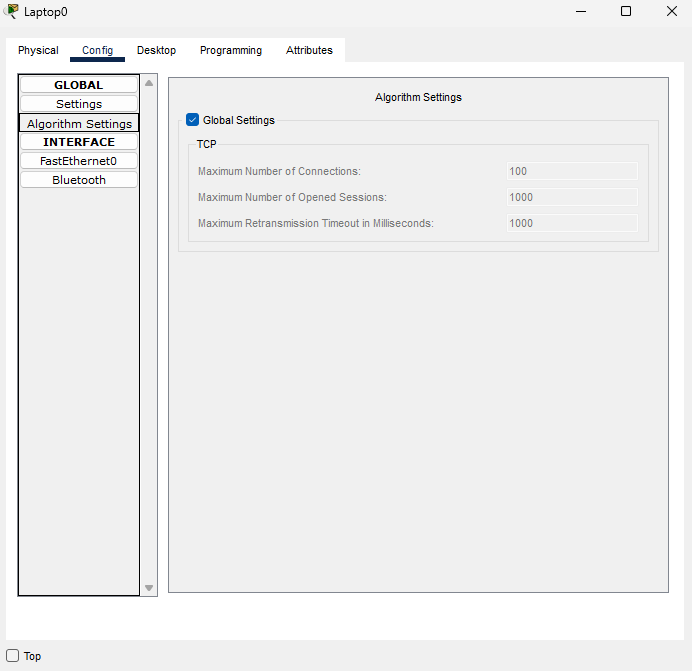 Laptop0
Physical Config Desktop Programming Attributes
GLOBAL
Settings
Algorithm Settings
INTERFACE
FastEthernet0
Bluetooth
Algorithm Settings
Global Settings
TCP
Maximum Number of Connections: 100
Maximum Number of Opened Sessions: 1000
Maximum Retransmission Timeout in Milliseconds: 1000
Top